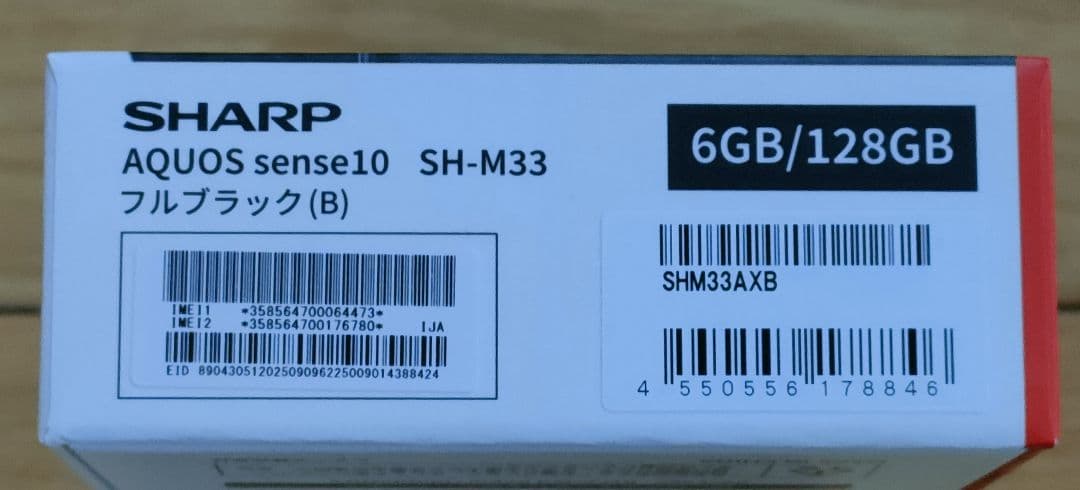 SHARP
AQUOS sense10 SH-M33
フルブラック(B)
6GB/128GB
IMEI1 *358564700064473*
IMEI2 *358564700176780* IJA
EID 89043051202509096225009014388424
SHM33AXB
4 550556 178846